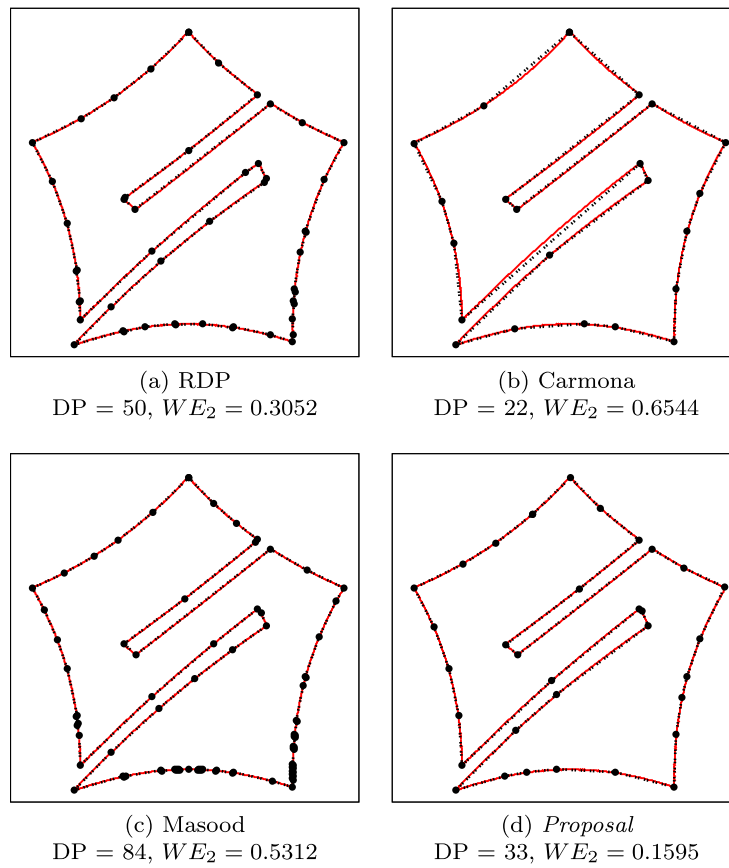 (a) RDP
DP = 50, WE₂ = 0.3052
(b) Carmona
DP = 22, WE₂ = 0.6544
(c) Masood
DP = 84, WE₂ = 0.5312
(d) Proposal
DP = 33, WE₂ = 0.1595